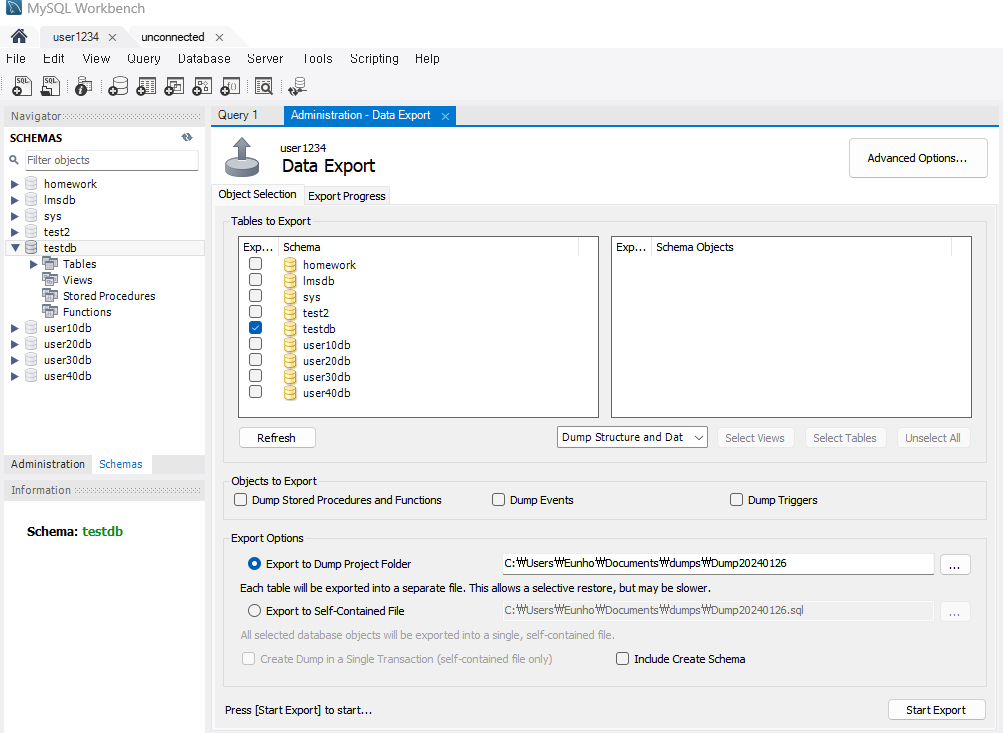 MySQL Workbench
user1234 unconnected
File Edit View Query Database Server Tools Scripting Help
Navigator
SCHEMAS
Filter objects
homework
lmsdb
sys
test2
testdb
Tables
Views
Stored Procedures
Functions
user10db
user20db
user30db
user40db
Administration Schemas
Information
Schema: testdb
Query 1 Administration - Data Export
user1234
Data Export
Advanced Options...
Object Selection Export Progress
Tables to Export
Exp... Schema
homework
lmsdb
sys
test2
testdb
user10db
user20db
user30db
user40db
Exp... Schema Objects
Refresh Dump Structure and Dat Select Views Select Tables Unselect All
Objects to Export
Dump Stored Procedures and Functions Dump Events Dump Triggers
Export Options
Export to Dump Project Folder C:₩Users₩Eunho₩Documents₩dumps₩Dump20240126 ...
Each table will be exported into a separate file. This allows a selective restore, but may be slower.
Export to Self-Contained File C:₩Users₩Eunho₩Documents₩dumps₩Dump20240126.sql ...
All selected database objects will be exported into a single, self-contained file.
Create Dump in a Single Transaction (self-contained file only) Include Create Schema
Press [Start Export] to start... Start Export